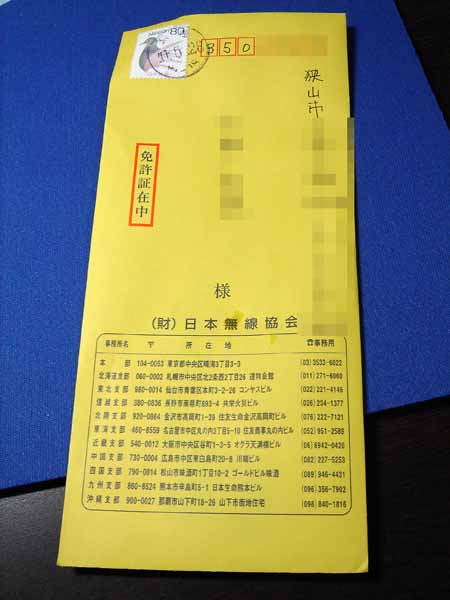 NIPPON 80
350
狭山市
免許証在中
様
(財)日本無線協会
事務所名 〒 所在地 ☎事務用
本部 104-0053 東京都中央区晴海3丁目3-3 (03)3533-6022
北海道支部 060-0002 札幌市中央区北2条西2丁目26 道特会館 (011)271-6060
東北支部 980-0014 仙台市青葉区本町3-2-26 コンヤスビル (022)221-4146
信越支部 380-0836 長野市南県町693-4 共栄火災ビル (026)234-1377
北陸支部 920-0864 金沢市高岡町1-39 住友生命金沢高岡町ビル (076)222-7121
東海支部 460-8559 名古屋市中区丸の内3丁目5-10 住友商事丸の内ビル (052)951-2589
近畿支部 540-0012 大阪市中央区谷町1-3-5 オグラ天満橋ビル (06)6942-0420
中国支部 730-0004 広島市中区東白島町20-8 川端ビル (082)227-5253
四国支部 790-0814 松山市味酒町1丁目10-2 ゴールドビル味酒 (089)946-4431
九州支部 860-8524 熊本市辛島町5-1 日本生命熊本ビル (096)356-7902
沖縄支部 900-0027 那覇市山下町18-26 山下市街地住宅 (098)840-1816